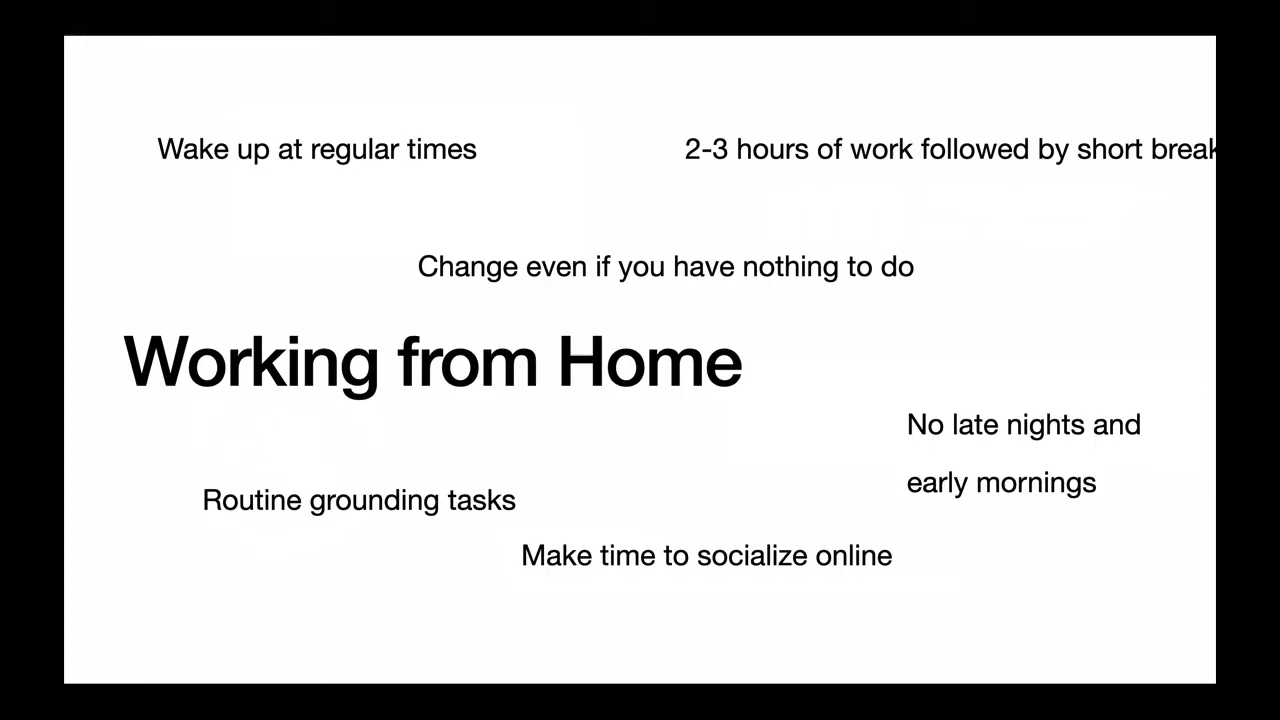 Wake up at regular times
2-3 hours of work followed by short break
Change even if you have nothing to do
Working from Home
No late nights and
early mornings
Routine grounding tasks
Make time to socialize online